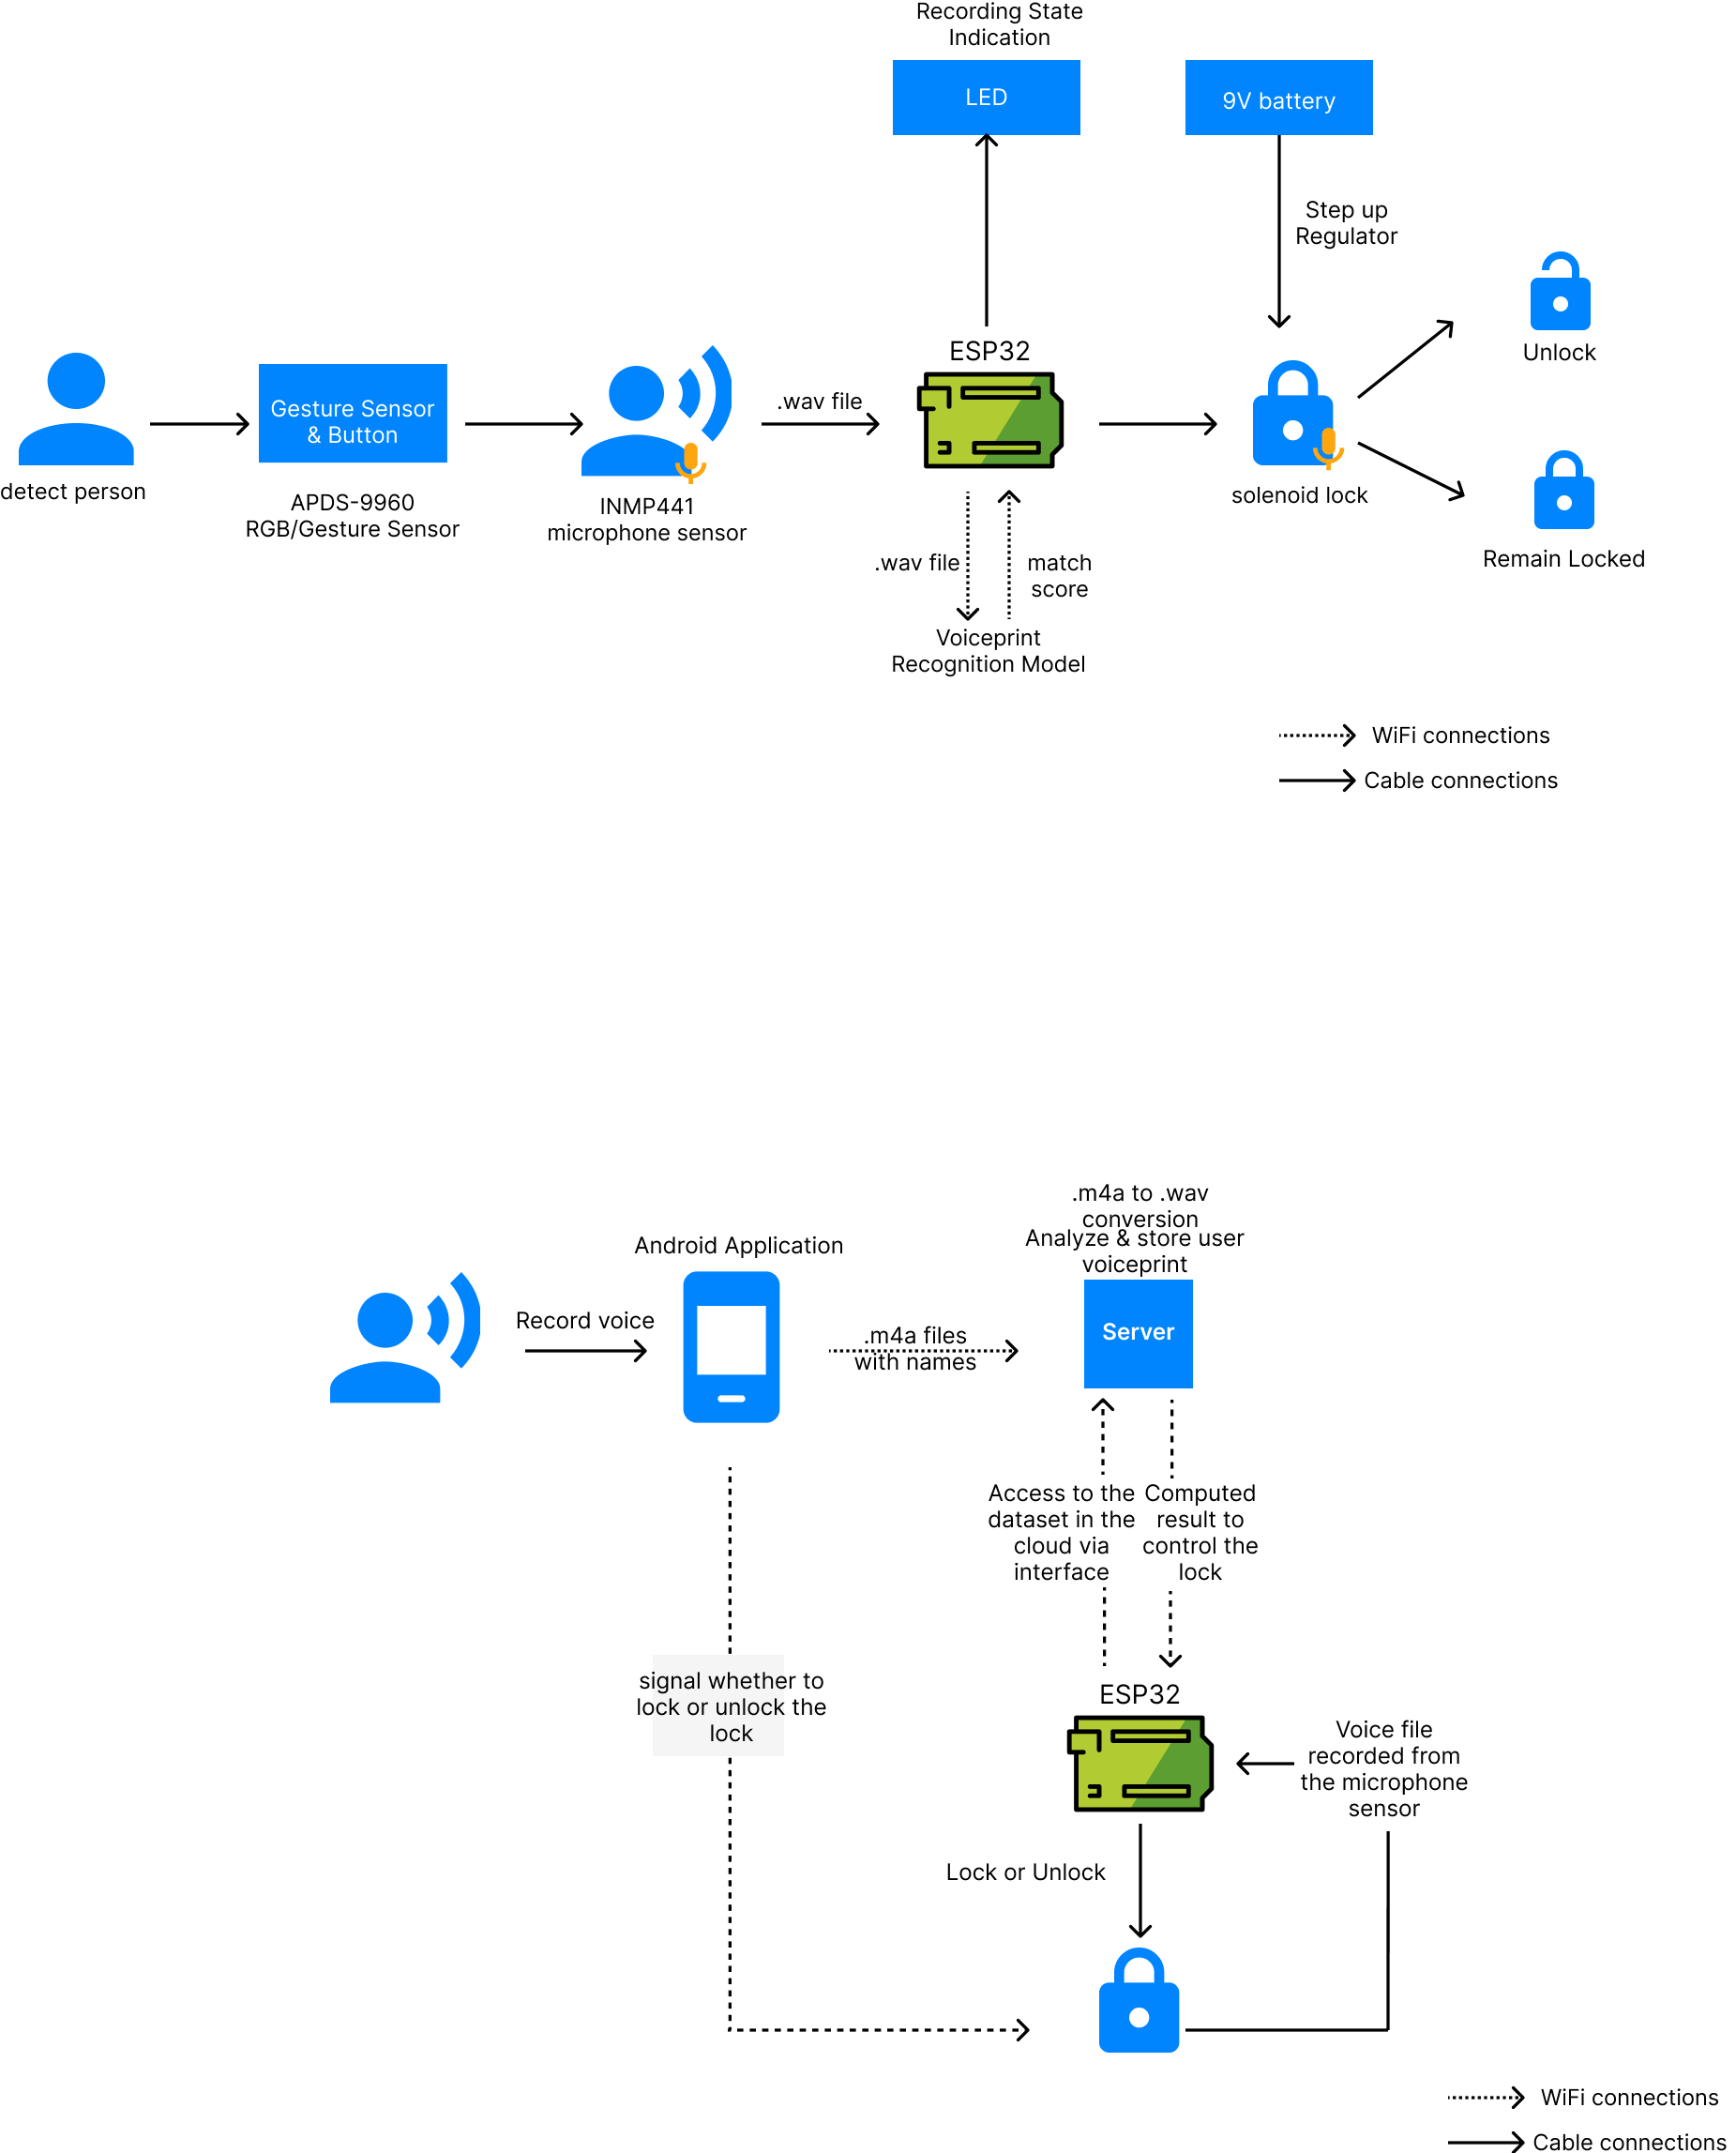 Recording State
Indication
LED
9V battery
Step up
Regulator
Unlock
ESP32
.wav file
Gesture Sensor
& Button
detect person
APDS-9960
RGB/Gesture Sensor
INMP441
microphone sensor
solenoid lock
Remain Locked
.wav file
match
score
Voiceprint
Recognition Model
WiFi connections
Cable connections
.m4a to .wav
conversion
Analyze & store user
voiceprint
Android Application
Record voice
.m4a files
with names
Server
Access to the
dataset in the
cloud via
interface
Computed
result to
control the
lock
signal whether to
lock or unlock the
lock
ESP32
Voice file
recorded from
the microphone
sensor
Lock or Unlock
WiFi connections
Cable connections